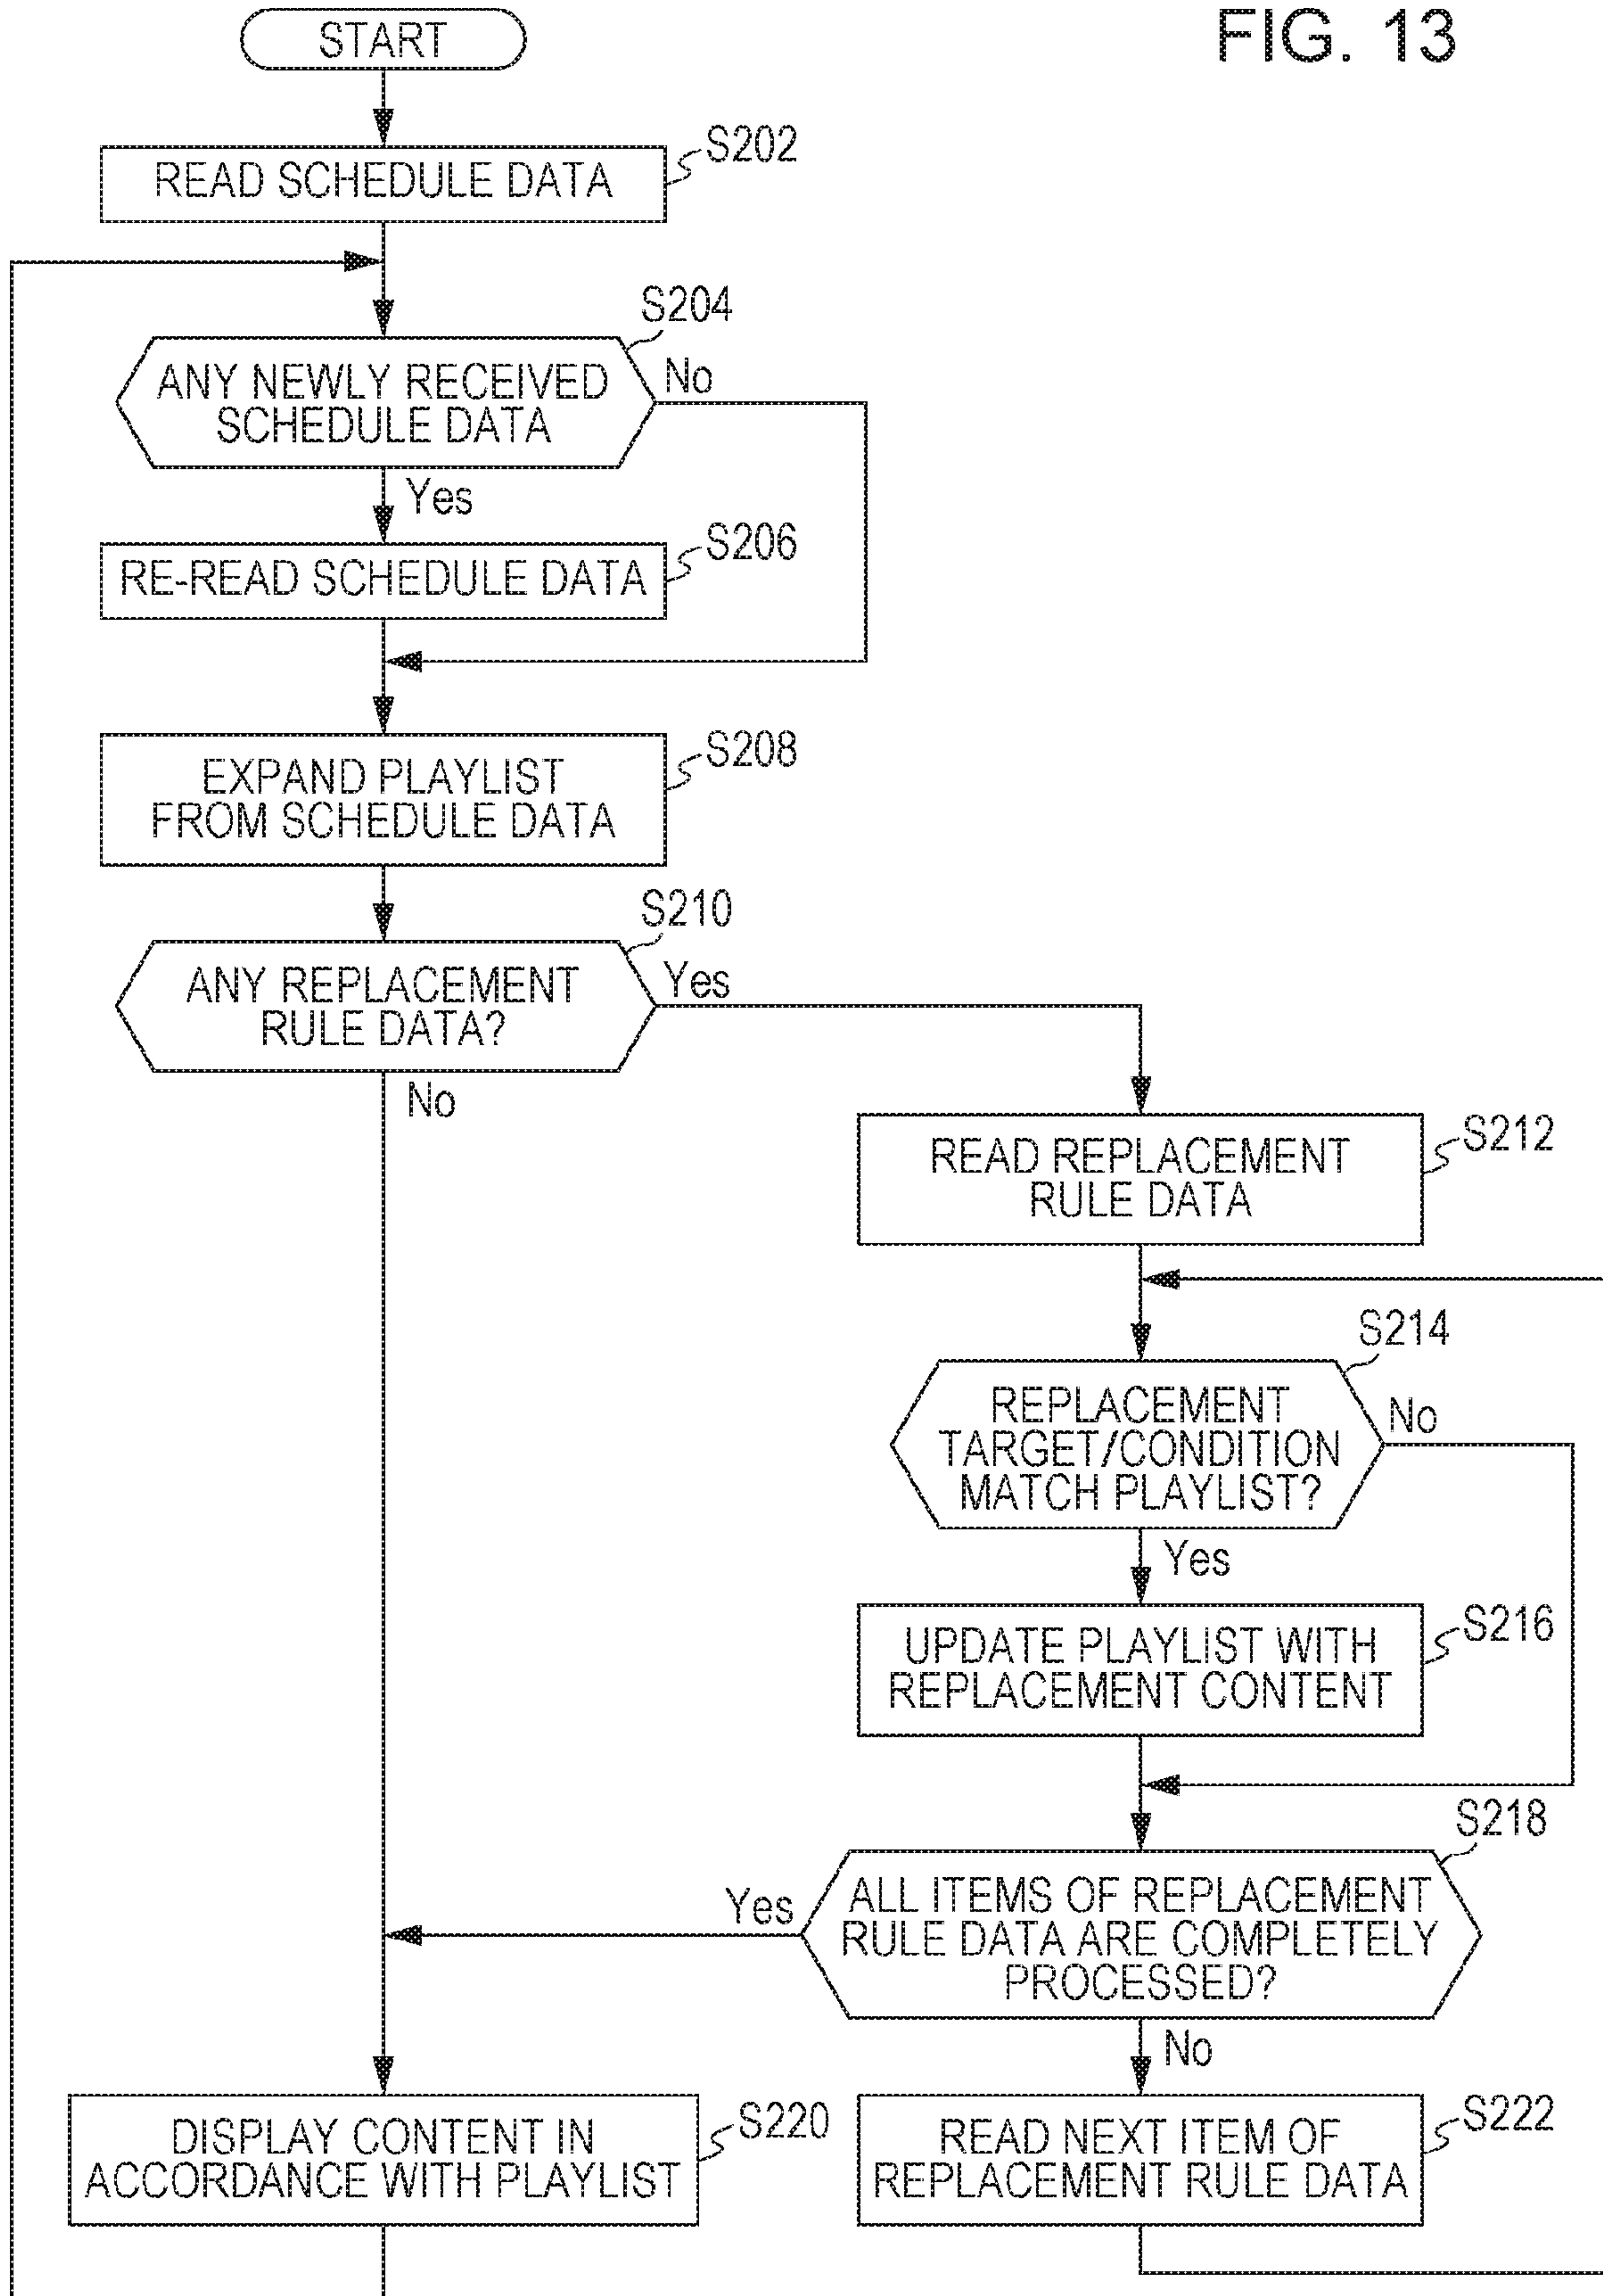 FIG. 13
START
READ SCHEDULE DATA
S202
S204
ANY NEWLY RECEIVED
SCHEDULE DATA
No
Yes
RE-READ SCHEDULE DATA
S206
EXPAND PLAYLIST
FROM SCHEDULE DATA
S208
S210
ANY REPLACEMENT
RULE DATA?
Yes
No
READ REPLACEMENT
RULE DATA
S212
S214
REPLACEMENT
TARGET/CONDITION
MATCH PLAYLIST?
No
Yes
UPDATE PLAYLIST WITH
REPLACEMENT CONTENT
S216
S218
ALL ITEMS OF REPLACEMENT
RULE DATA ARE COMPLETELY
PROCESSED?
Yes
No
DISPLAY CONTENT IN
ACCORDANCE WITH PLAYLIST
S220
READ NEXT ITEM OF
REPLACEMENT RULE DATA
S222